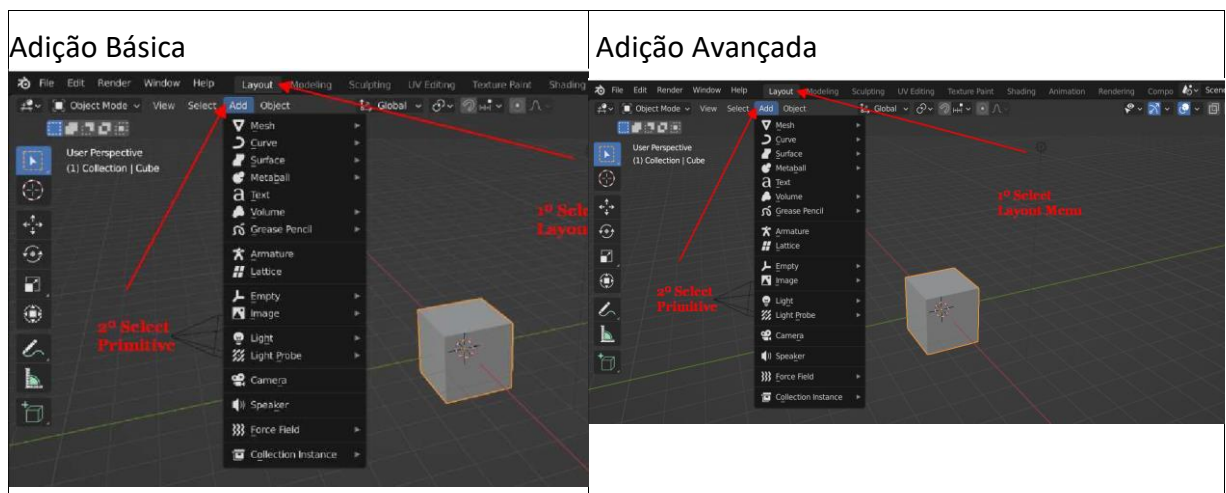 Adição Básica
File Edit Render Window Help Layout Modeling Sculpting UV Editing Texture Paint Shading
Object Mode View Select Add Object Global
User Perspective
(1) Collection | Cube
Mesh
Curve
Surface
Metaball
Text
Volume
Grease Pencil
Armature
Lattice
Empty
Image
Light
Light Probe
Camera
Speaker
Force Field
Collection Instance
1º Sele
Layou
2º Select
Primitive
Adição Avançada
File Edit Render Window Help Layout Modeling Sculpting UV Editing Texture Paint Shading Animation Rendering Compo Scene
Object Mode View Select Add Object Global
User Perspective
(1) Collection | Cube
Mesh
Curve
Surface
Metaball
Text
Volume
Grease Pencil
Armature
Lattice
Empty
Image
Light
Light Probe
Camera
Speaker
Force Field
Collection Instance
1º Select
Layout Menu
2º Select
Primitive